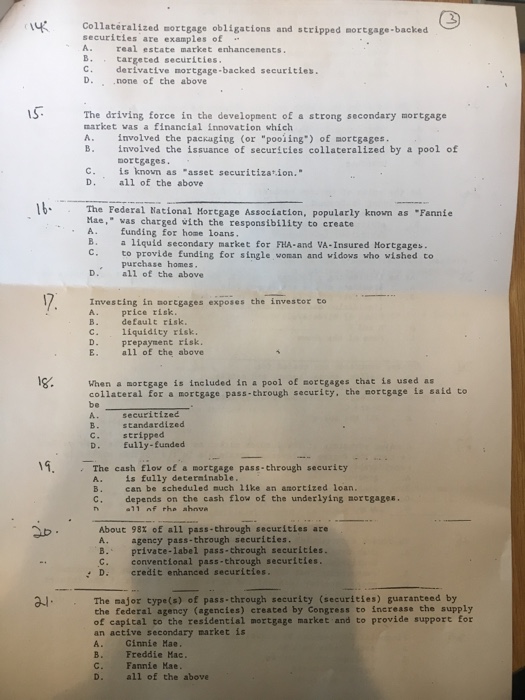 3
14
Collateralized mortgage obligations and stripped mortgage-backed
securities are examples of
A. real estate market enhancements.
B. targeted securities.
C. derivative mortgage-backed securities.
D. none of the above
15.
The driving force in the development of a strong secondary mortgage
market was a financial innovation which
A. involved the packaging (or "pooling") of mortgages.
B. involved the issuance of securities collateralized by a pool of
mortgages.
C. is known as "asset securitization."
D. all of the above
16.
The Federal National Mortgage Association, popularly known as "Fannie
Mae," was charged with the responsibility to create
A. funding for home loans.
B. a liquid secondary market for FHA-and VA-Insured Mortgages.
C. to provide funding for single woman and widows who wished to
purchase homes.
D. all of the above
17.
Investing in mortgages exposes the investor to
A. price risk.
B. default risk.
C. liquidity risk.
D. prepayment risk.
E. all of the above
18.
When a mortgage is included in a pool of mortgages that is used as
collateral for a mortgage pass-through security, the mortgage is said to
be ________.
A. securitized
B. standardized
C. stripped
D. fully-funded
19.
The cash flow of a mortgage pass-through security
A. is fully determinable.
B. can be scheduled much like an amortized loan.
C. depends on the cash flow of the underlying mortgages.
D all of the above
20.
About 98% of all pass-through securities are
A. agency pass-through securities.
B. private-label pass-through securities.
C. conventional pass-through securities.
D. credit enhanced securities.
21.
The major type(s) of pass-through security (securities) guaranteed by
the federal agency (agencies) created by Congress to increase the supply
of capital to the residential mortgage market and to provide support for
an active secondary market is
A. Ginnie Mae.
B. Freddie Mac.
C. Fannie Mae.
D. all of the above